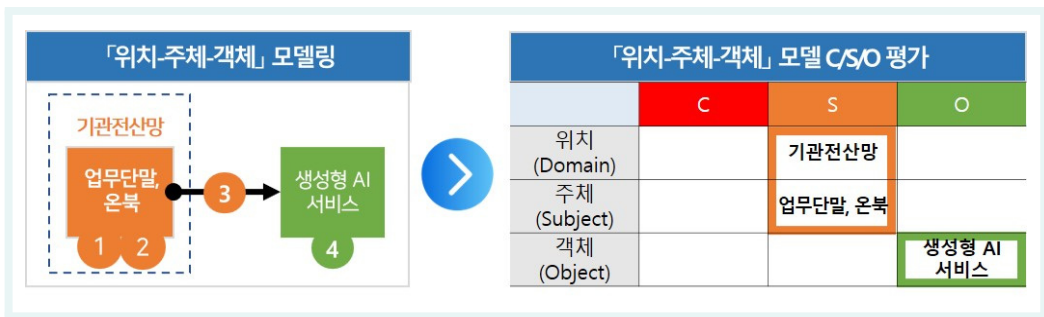 「위치-주체-객체」 모델링
기관전산망
업무단말,
온북
1 2
3
생성형 AI
서비스
4
「위치-주체-객체」 모델 C/S/O 평가
C S O
위치
(Domain)
기관전산망
주체
(Subject)
업무단말, 온북
객체
(Object)
생성형 AI
서비스